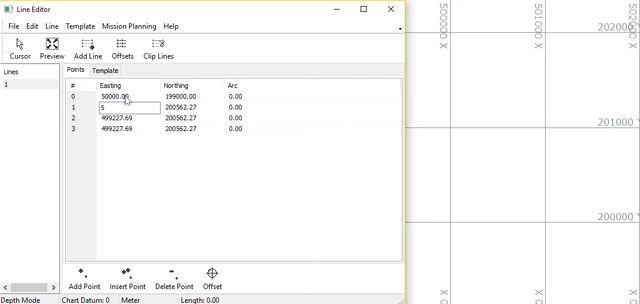 Line Editor
File Edit Line Template Mission Planning Help
Cursor Preview Add Line Offsets Clip Lines
Lines
1
Points Template
# Easting Northing Arc
0 50000.00 199000.00 0.00
1 5 200562.27 0.00
2 499227.69 200562.27 0.00
3 499227.69 200562.27 0.00
Add Point Insert Point Delete Point Offset
Depth Mode Chart Datum: 0 Meter Length: 0.00
500000 X
501000 X
202000 Y
201000 Y
200000 Y